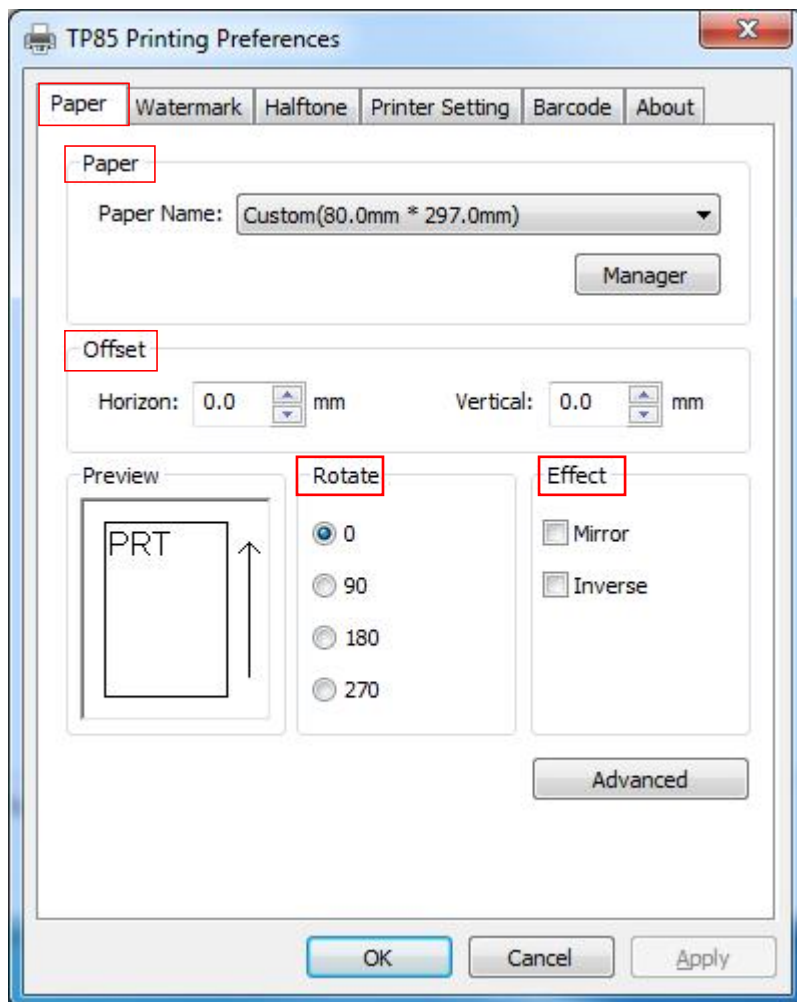 TP85 Printing Preferences
Paper Watermark Halftone Printer Setting Barcode About
Paper
Paper Name: Custom(80.0mm * 297.0mm)
Manager
Offset
Horizon: 0.0 mm Vertical: 0.0 mm
Preview Rotate Effect
PRT
0 Mirror
90 Inverse
180
270
Advanced
OK Cancel Apply